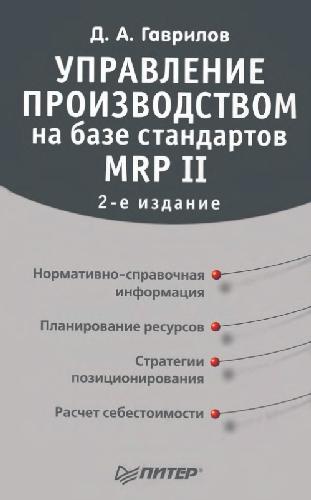 Д. А. Гаврилов
УПРАВЛЕНИЕ
ПРОИЗВОДСТВОМ
на базе стандартов
MRP II
2-е издание
Нормативно-справочная
информация
Планирование ресурсов
Стратегии
позиционирования
Расчет себестоимости
ПИТЕР